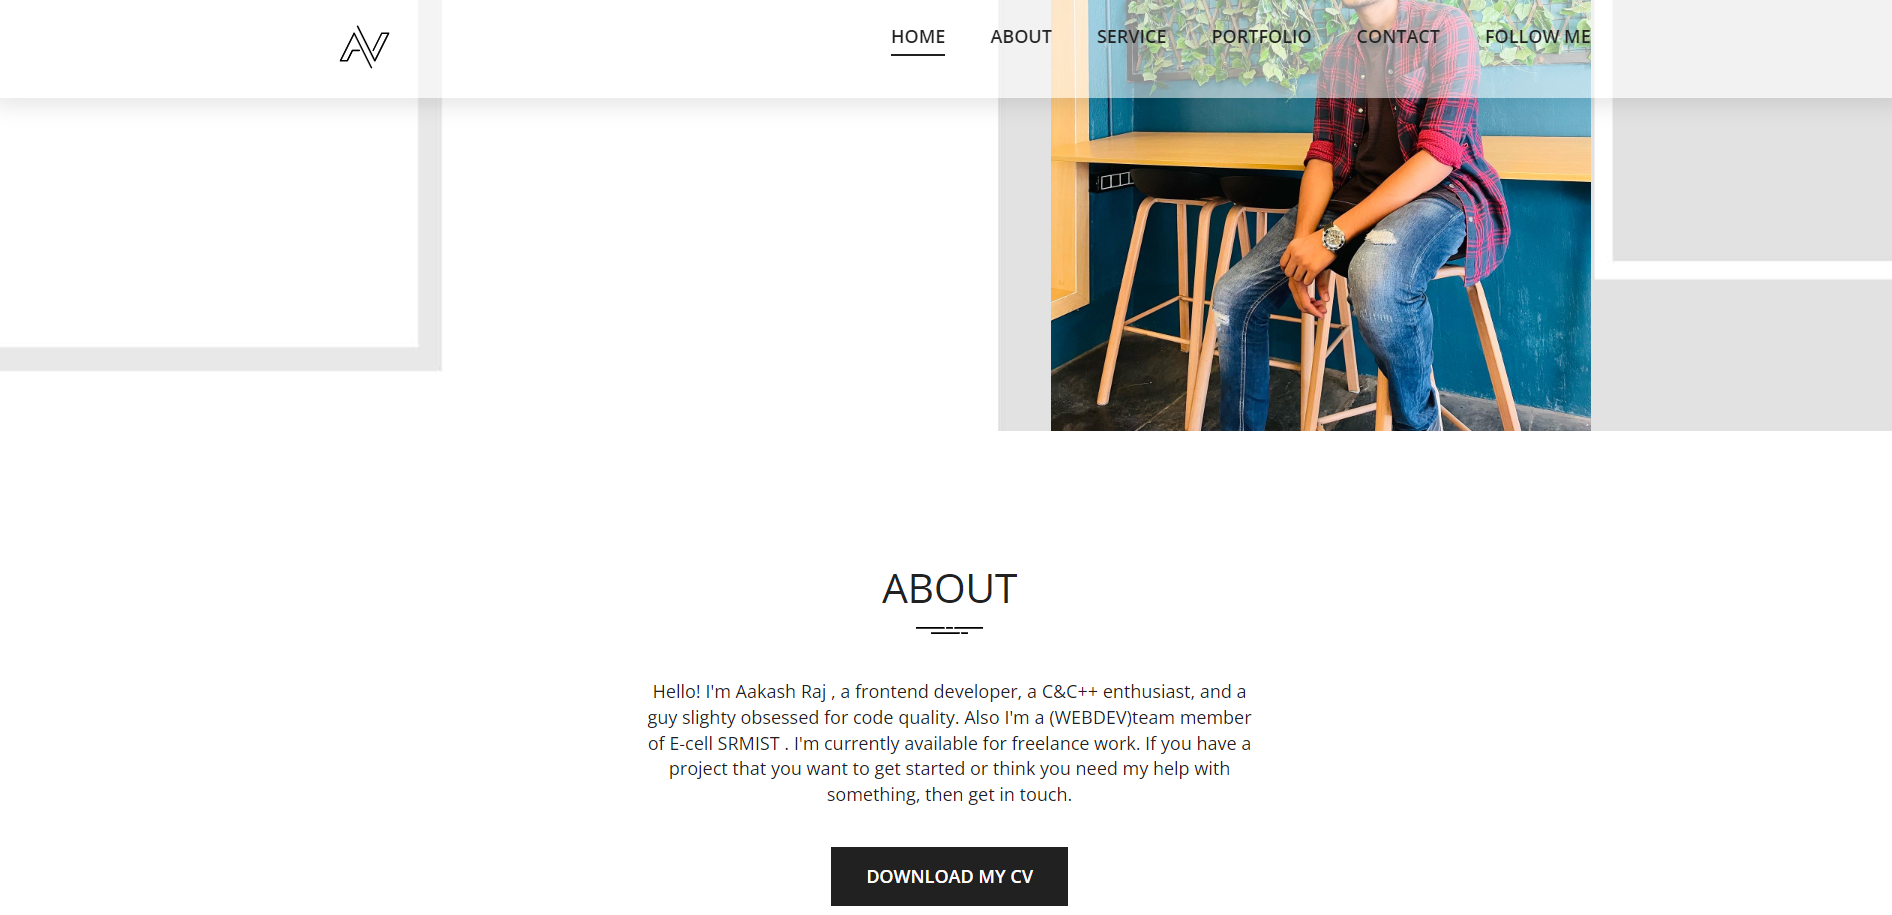 AV
HOME ABOUT SERVICE PORTFOLIO CONTACT FOLLOW ME
ABOUT
Hello! I'm Aakash Raj , a frontend developer, a C&C++ enthusiast, and a
guy slighty obsessed for code quality. Also I'm a (WEBDEV)team member
of E-cell SRMIST . I'm currently available for freelance work. If you have a
project that you want to get started or think you need my help with
something, then get in touch.
DOWNLOAD MY CV